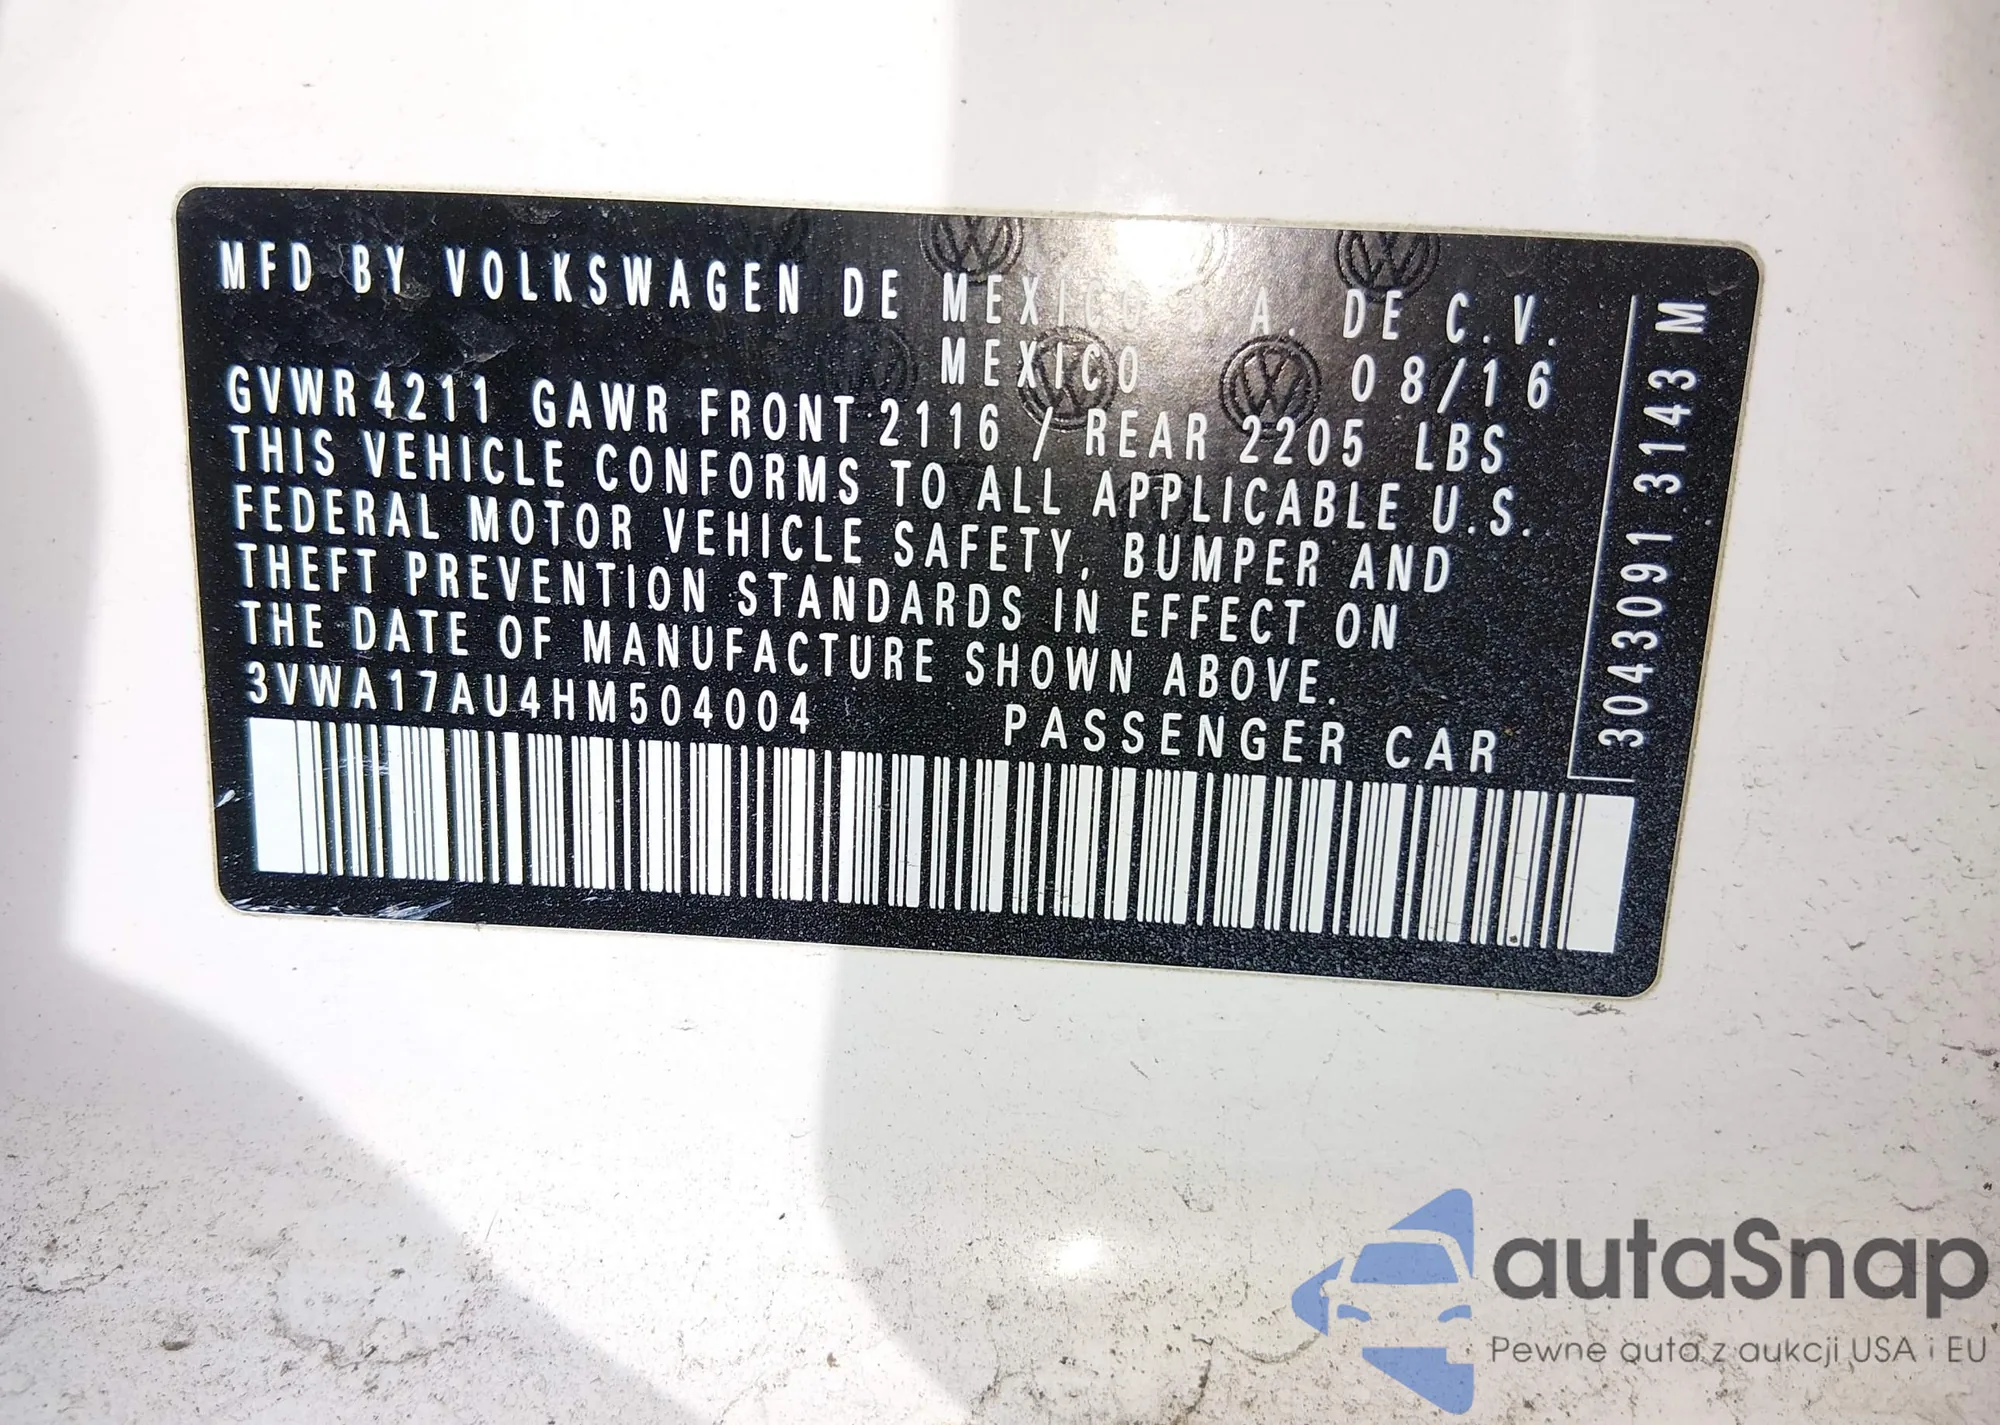 MFD BY VOLKSWAGEN DE MEXICO S.A. DE C.V.
MEXICO 08/16
GVWR 4211 GAWR FRONT 2116 / REAR 2205 LBS
THIS VEHICLE CONFORMS TO ALL APPLICABLE U.S.
FEDERAL MOTOR VEHICLE SAFETY, BUMPER AND
THEFT PREVENTION STANDARDS IN EFFECT ON
THE DATE OF MANUFACTURE SHOWN ABOVE.
3VWA17AU4HM504004
PASSENGER CAR
3043091 3143 M
autaSnap
Pewne auta z aukcji USA i EU